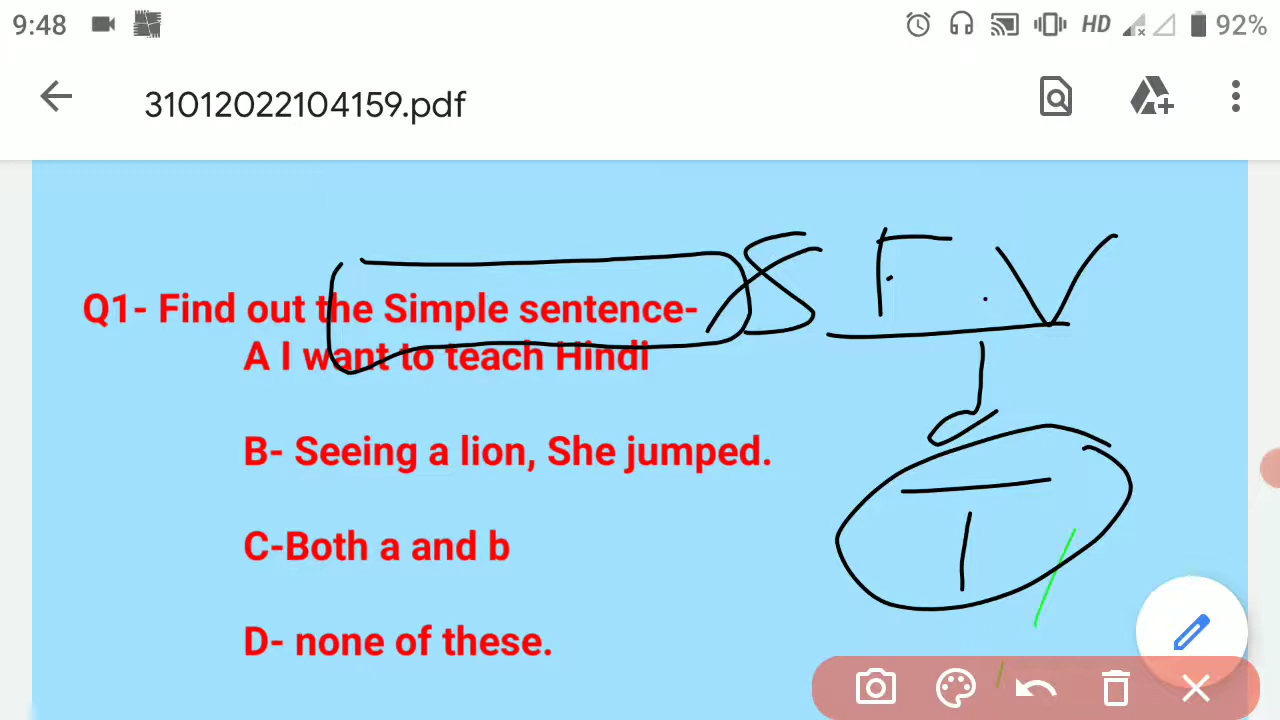 9:48 HD 92%
31012022104159.pdf
S F.V
Q1- Find out the Simple sentence-
A I want to teach Hindi
B- Seeing a lion, She jumped.
1
C-Both a and b
D- none of these.